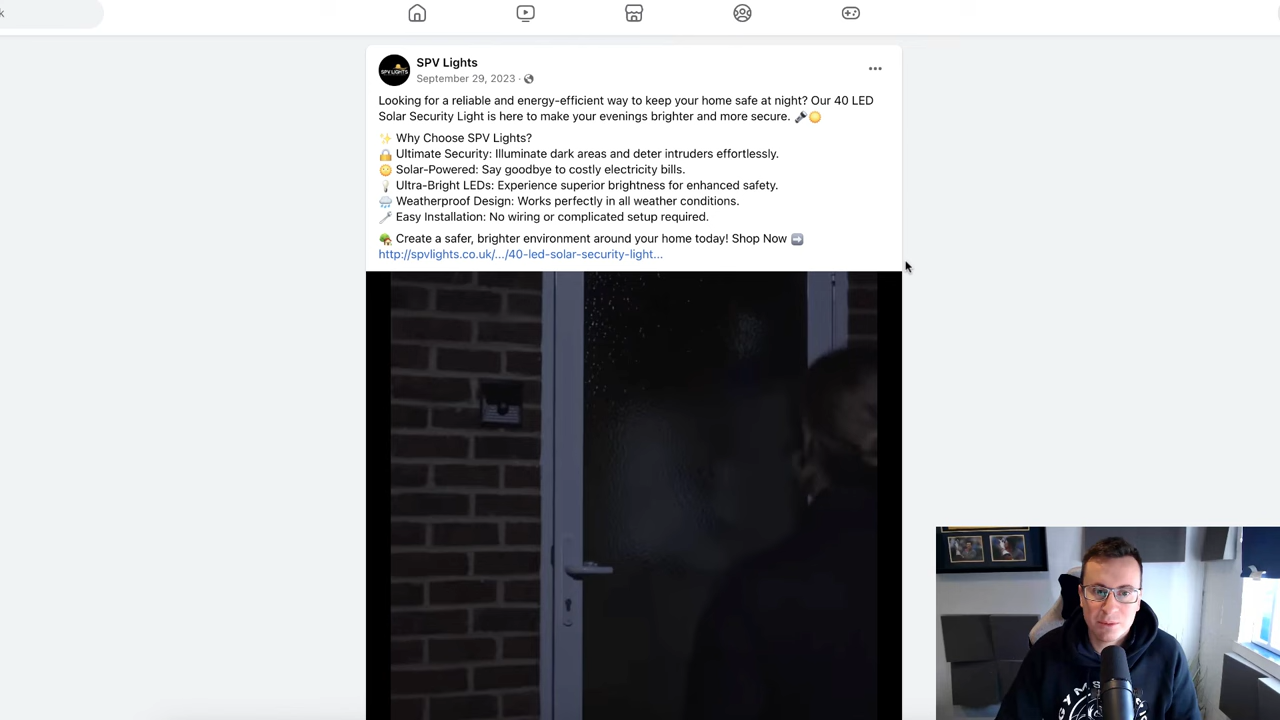 k
SPV Lights
SPV LIGHTS
September 29, 2023 ·
Looking for a reliable and energy-efficient way to keep your home safe at night? Our 40 LED
Solar Security Light is here to make your evenings brighter and more secure. 🔦🌕
✨ Why Choose SPV Lights?
🔒 Ultimate Security: Illuminate dark areas and deter intruders effortlessly.
🌞 Solar-Powered: Say goodbye to costly electricity bills.
💡 Ultra-Bright LEDs: Experience superior brightness for enhanced safety.
🌧️ Weatherproof Design: Works perfectly in all weather conditions.
🔧 Easy Installation: No wiring or complicated setup required.
🏡 Create a safer, brighter environment around your home today! Shop Now ➡️
http://spvlights.co.uk/.../40-led-solar-security-light...